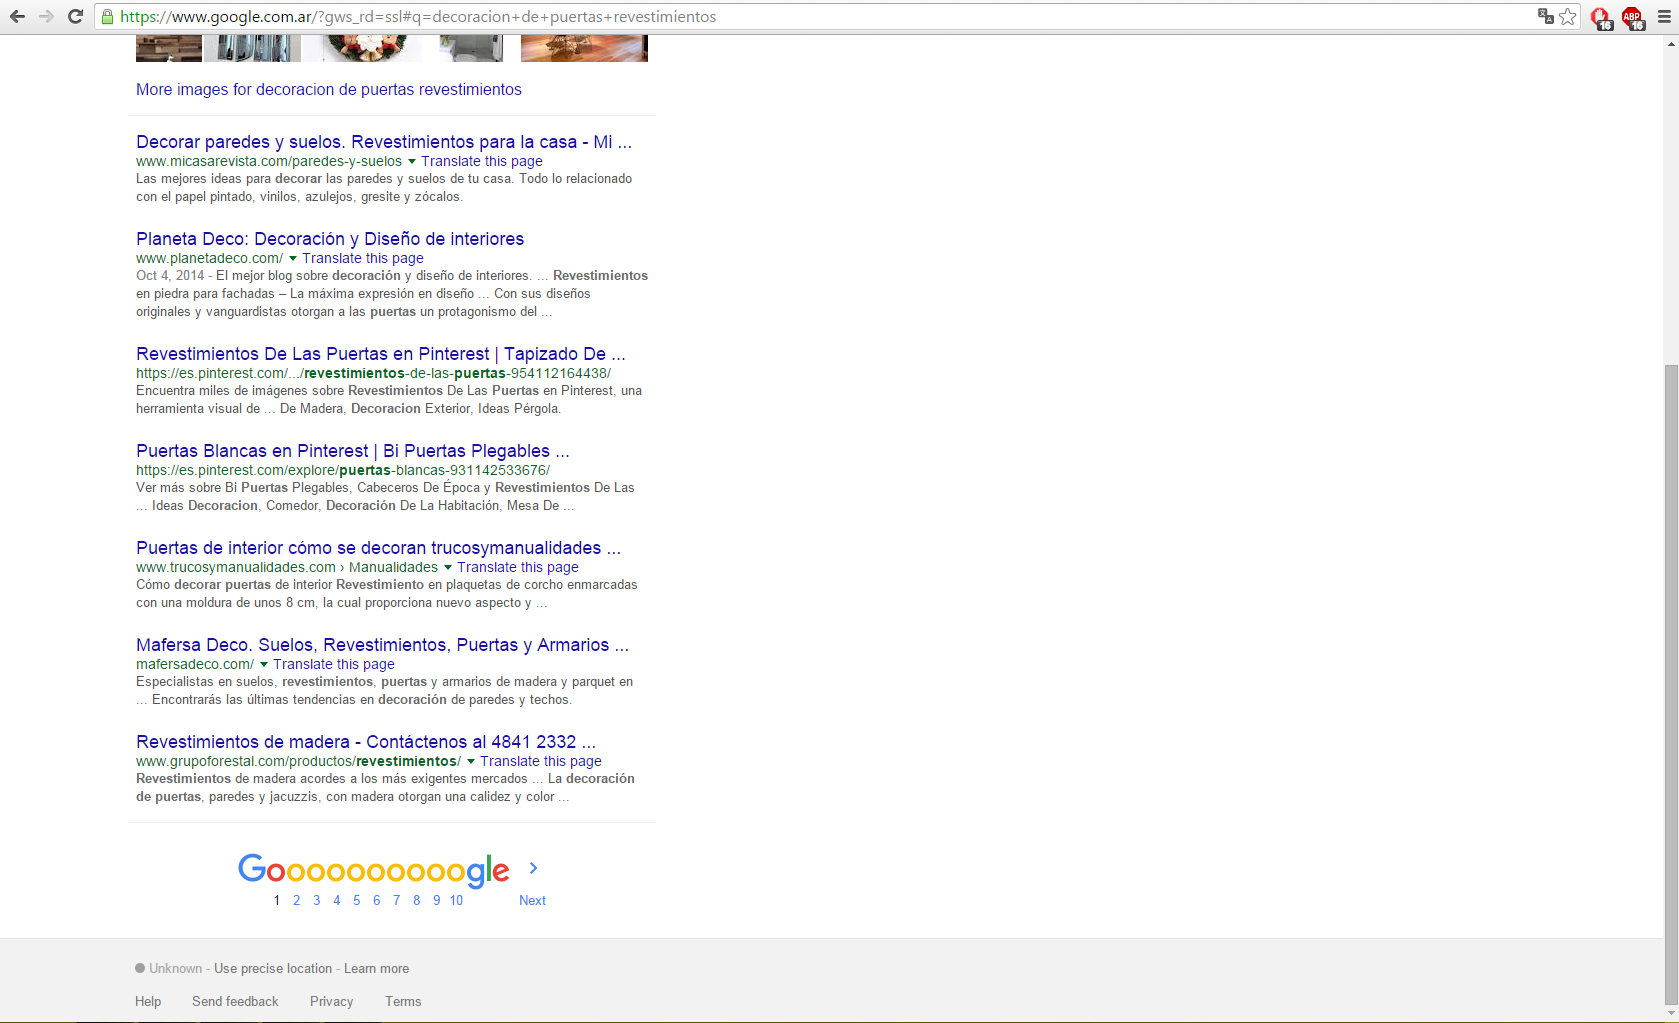 https://www.google.com.ar/?gws_rd=ssl#q=decoracion+de+puertas+revestimientos
16
ABP
16
More images for decoracion de puertas revestimientos
Decorar paredes y suelos. Revestimientos para la casa - Mi ...
www.micasarevista.com/paredes-y-suelos Translate this page
Las mejores ideas para decorar las paredes y suelos de tu casa. Todo lo relacionado
con el papel pintado, vinilos, azulejos, gresite y zócalos.
Planeta Deco: Decoración y Diseño de interiores
www.planetadeco.com/ Translate this page
Oct 4, 2014 - El mejor blog sobre decoración y diseño de interiores. ... Revestimientos
en piedra para fachadas – La máxima expresión en diseño ... Con sus diseños
originales y vanguardistas otorgan a las puertas un protagonismo del ...
Revestimientos De Las Puertas en Pinterest | Tapizado De ...
https://es.pinterest.com/.../revestimientos-de-las-puertas-954112164438/
Encuentra miles de imágenes sobre Revestimientos De Las Puertas en Pinterest, una
herramienta visual de ... De Madera, Decoracion Exterior, Ideas Pérgola.
Puertas Blancas en Pinterest | Bi Puertas Plegables ...
https://es.pinterest.com/explore/puertas-blancas-931142533676/
Ver más sobre Bi Puertas Plegables, Cabeceros De Época y Revestimientos De Las
... Ideas Decoracion, Comedor, Decoración De La Habitación, Mesa De ...
Puertas de interior cómo se decoran trucosymanualidades ...
www.trucosymanualidades.com › Manualidades Translate this page
Cómo decorar puertas de interior Revestimiento en plaquetas de corcho enmarcadas
con una moldura de unos 8 cm, la cual proporciona nuevo aspecto y ...
Mafersa Deco. Suelos, Revestimientos, Puertas y Armarios ...
mafersadeco.com/ Translate this page
Especialistas en suelos, revestimientos, puertas y armarios de madera y parquet en
... Encontrarás las últimas tendencias en decoración de paredes y techos.
Revestimientos de madera - Contáctenos al 4841 2332 ...
www.grupoforestal.com/productos/revestimientos/ Translate this page
Revestimientos de madera acordes a los más exigentes mercados ... La decoración
de puertas, paredes y jacuzzis, con madera otorgan una calidez y color ...
Goooooooooogle
1 2 3 4 5 6 7 8 9 10 Next
Unknown - Use precise location - Learn more
Help Send feedback Privacy Terms